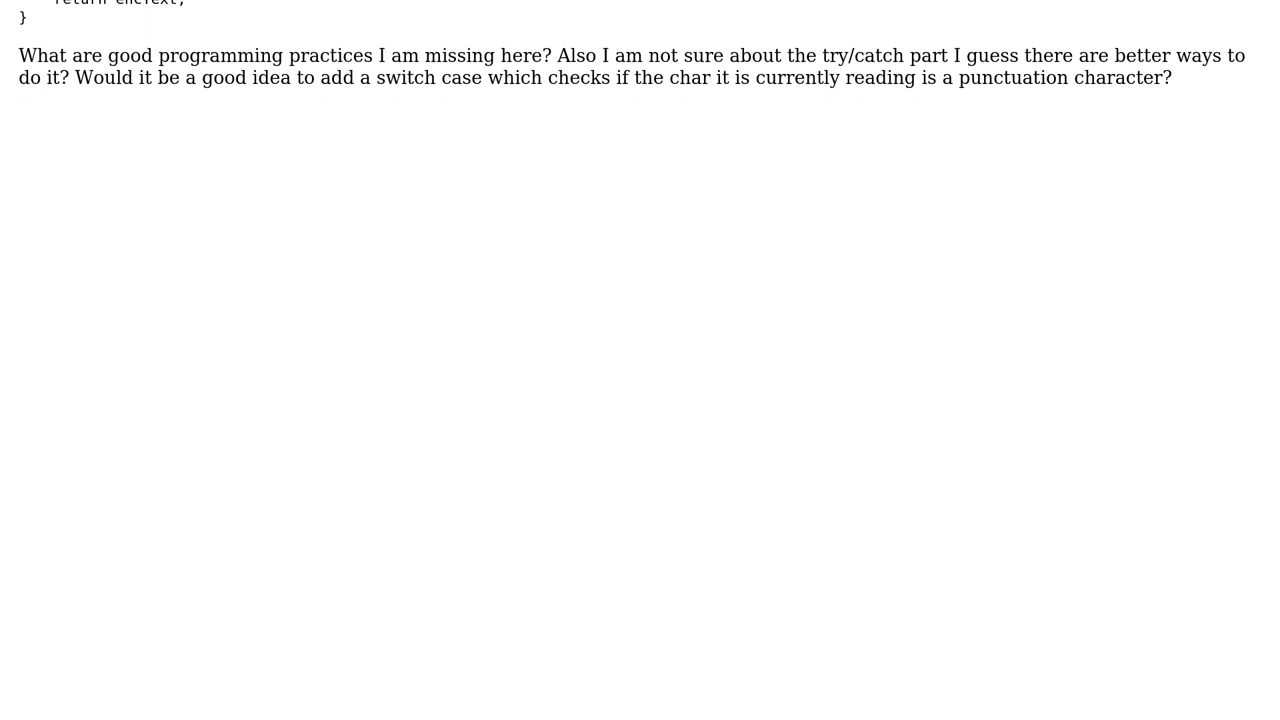 return encText;
}
What are good programming practices I am missing here? Also I am not sure about the try/catch part I guess there are better ways to
do it? Would it be a good idea to add a switch case which checks if the char it is currently reading is a punctuation character?